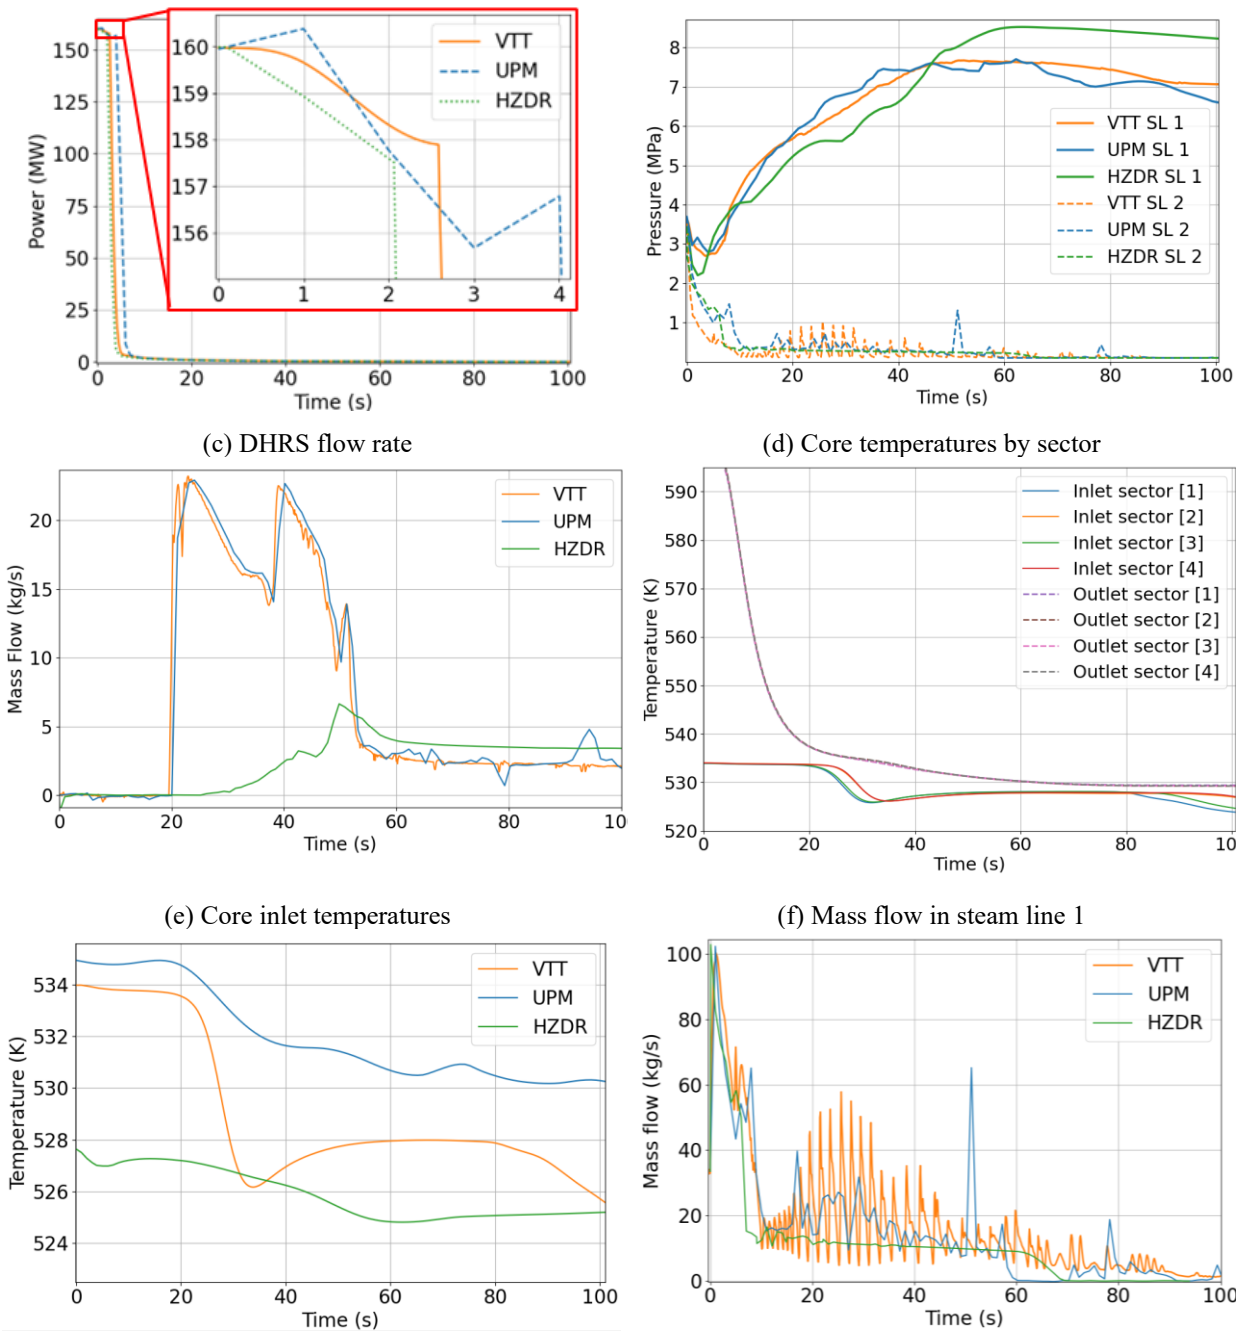 Power (MW)
150
125
100
75
50
25
0
0
20
40
60
80
100
Time (s)
160
159
158
157
156
0
1
2
3
4
VTT
UPM
HZDR
Pressure (MPa)
8
7
6
5
4
3
2
1
0
20
40
60
80
100
Time (s)
VTT SL 1
UPM SL 1
HZDR SL 1
VTT SL 2
UPM SL 2
HZDR SL 2
(c) DHRS flow rate
Mass Flow (kg/s)
20
15
10
5
0
0
20
40
60
80
10
Time (s)
VTT
UPM
HZDR
(d) Core temperatures by sector
Temperature (K)
590
580
570
560
550
540
530
520
0
20
40
60
80
10
Time (s)
Inlet sector [1]
Inlet sector [2]
Inlet sector [3]
Inlet sector [4]
Outlet sector [1]
Outlet sector [2]
Outlet sector [3]
Outlet sector [4]
(e) Core inlet temperatures
Temperature (K)
534
532
530
528
526
524
0
20
40
60
80
100
Time (s)
VTT
UPM
HZDR
(f) Mass flow in steam line 1
Mass flow (kg/s)
100
80
60
40
20
0
0
20
40
60
80
100
Time (s)
VTT
UPM
HZDR